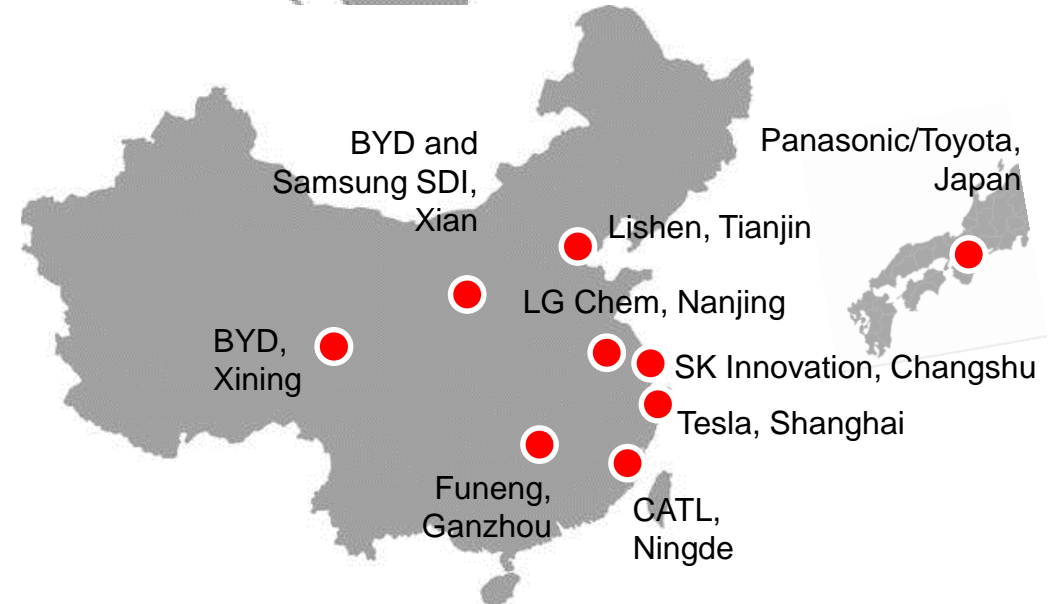 BYD and
Samsung SDI,
Xian
Panasonic/Toyota,
Japan
Lishen, Tianjin
LG Chem, Nanjing
BYD,
Xining
SK Innovation, Changshu
Tesla, Shanghai
Funeng,
Ganzhou
CATL,
Ningde